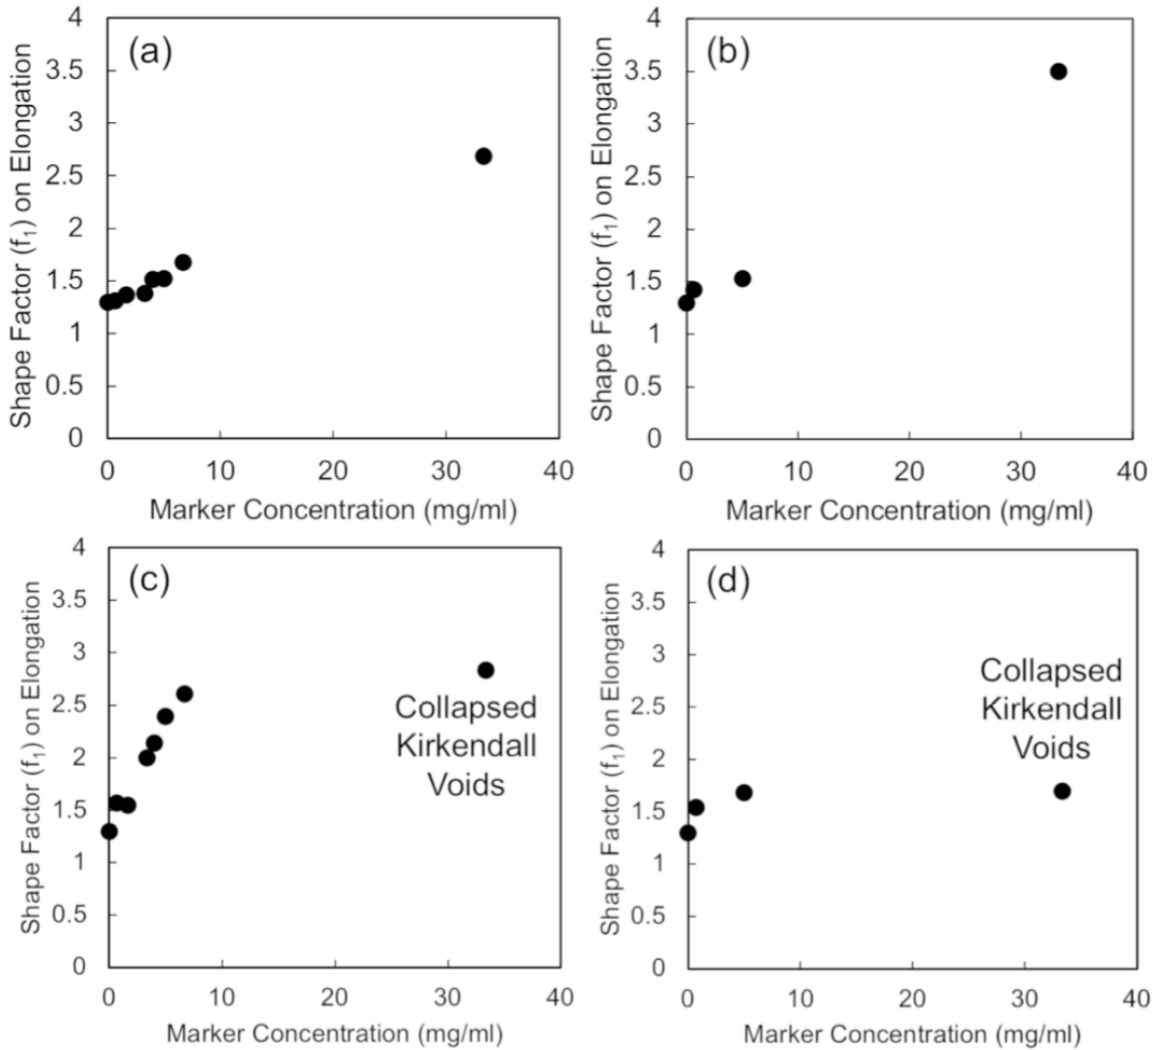 (a)
Shape Factor (f₁) on Elongation
4
3.5
3
2.5
2
1.5
1
0.5
0
0 10 20 30 40
Marker Concentration (mg/ml)
(b)
Shape Factor (f₁) on Elongation
4
3.5
3
2.5
2
1.5
1
0.5
0
0 10 20 30 40
Marker Concentration (mg/ml)
(c)
Shape Factor (f₁) on Elongation
4
3.5
3
2.5
2
1.5
1
0.5
0
Collapsed
Kirkendall
Voids
0 10 20 30 40
Marker Concentration (mg/ml)
(d)
Shape Factor (f₁) on Elongation
4
3.5
3
2.5
2
1.5
1
0.5
0
Collapsed
Kirkendall
Voids
0 10 20 30 40
Marker Concentration (mg/ml)